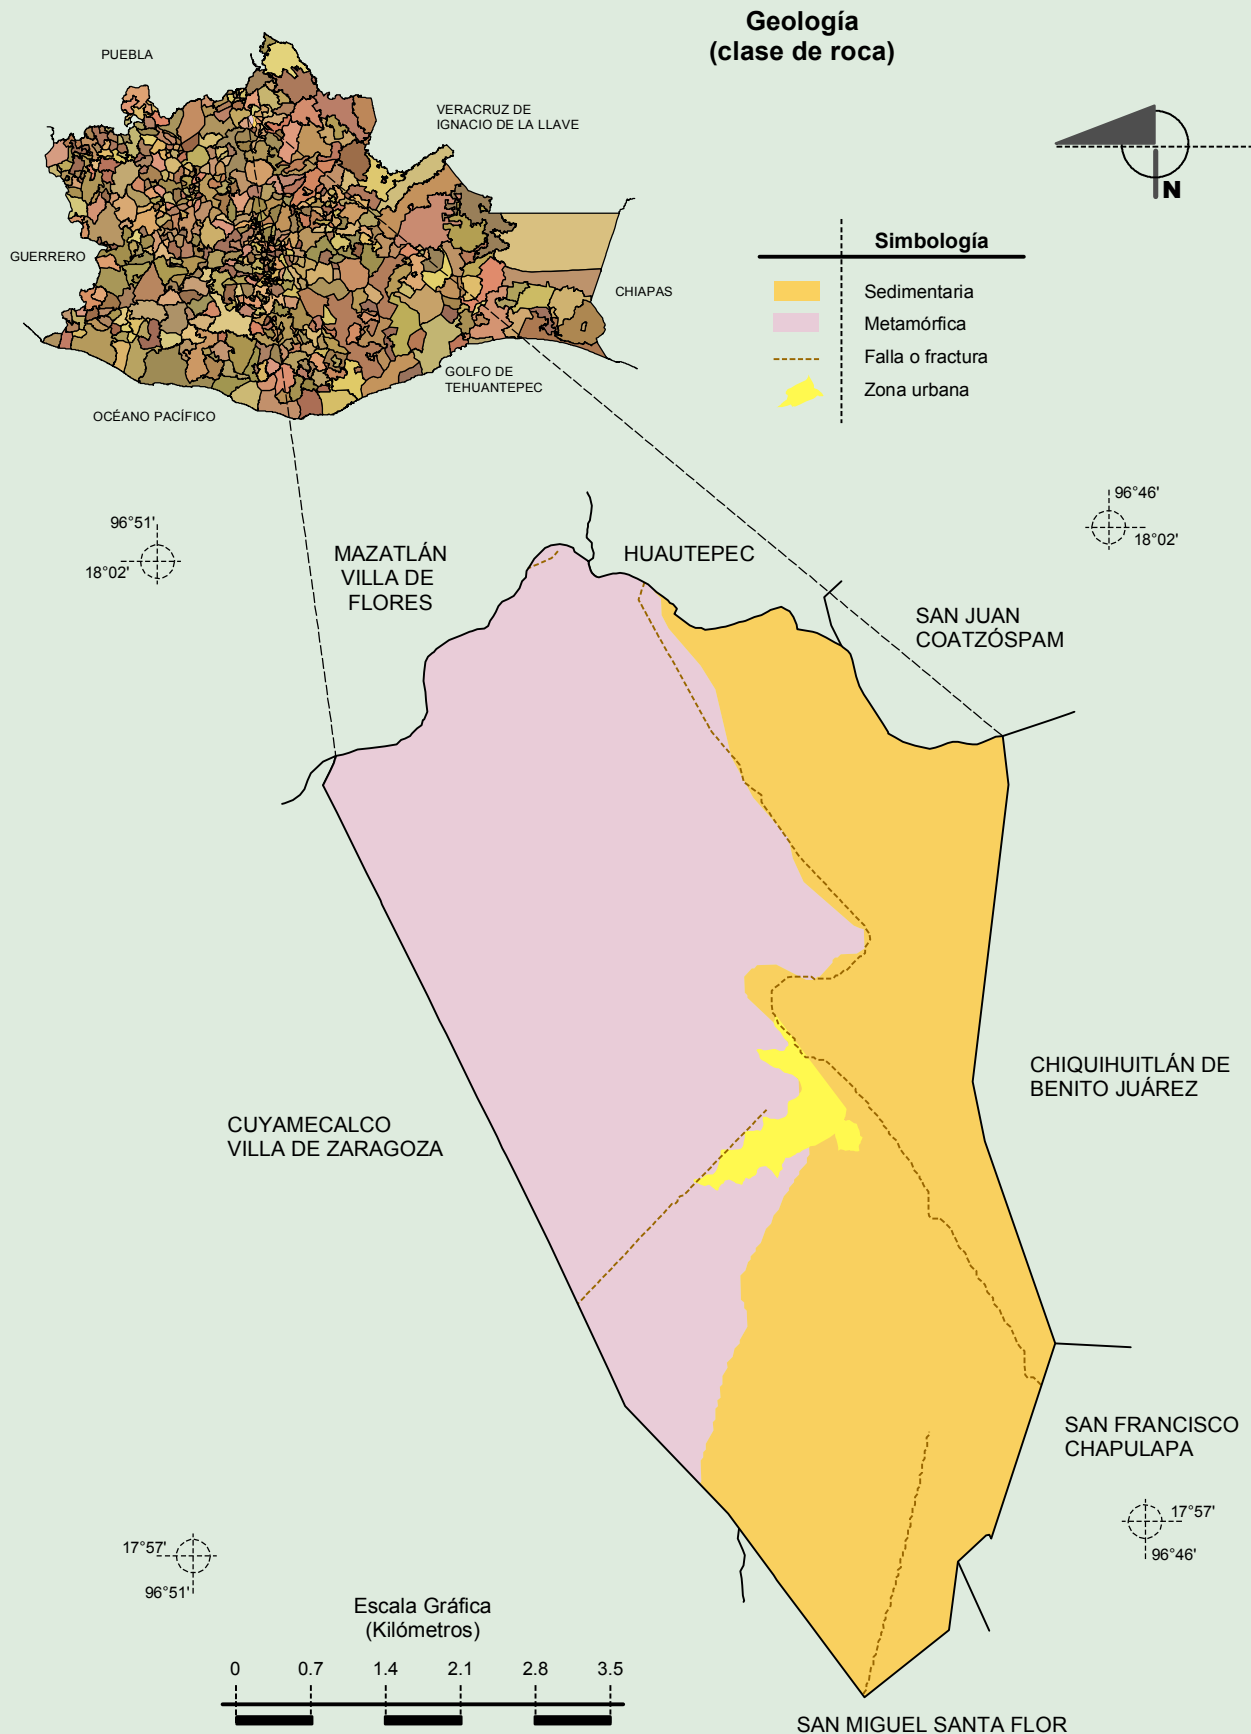 Geología
(clase de roca)
PUEBLA
VERACRUZ DE
IGNACIO DE LA LLAVE
N
GUERRERO
CHIAPAS
GOLFO DE
TEHUANTEPEC
OCÉANO PACÍFICO
Simbología
Sedimentaria
Metamórfica
Falla o fractura
Zona urbana
96°51'
18°02'
96°46'
18°02'
MAZATLÁN
VILLA DE
FLORES
HUAUTEPEC
SAN JUAN
COATZÓSPAM
CHIQUIHUITLÁN DE
BENITO JUÁREZ
CUYAMECALCO
VILLA DE ZARAGOZA
SAN FRANCISCO
CHAPULAPA
17°57'
96°51'
17°57'
96°46'
Escala Gráfica
(Kilómetros)
0 0.7 1.4 2.1 2.8 3.5
SAN MIGUEL SANTA FLOR